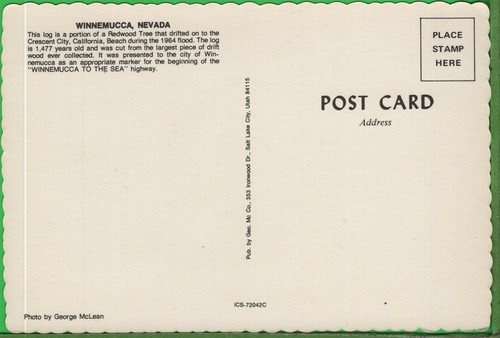 WINNEMUCCA, NEVADA
This log is a portion of a Redwood Tree that drifted on to the
Crescent City, California, Beach during the 1964 flood. The log
is 1,477 years old and was cut from the largest piece of drift
wood ever collected. It was presented to the city of Win-
nemucca as an appropriate marker for the beginning of the
"WINNEMUCCA TO THE SEA" highway.
PLACE
STAMP
HERE
POST CARD
Address
Pub. by Geo. Mc Co., 353 Ironwood Dr., Salt Lake City, Utah 84115
ICS-72042C
Photo by George McLean